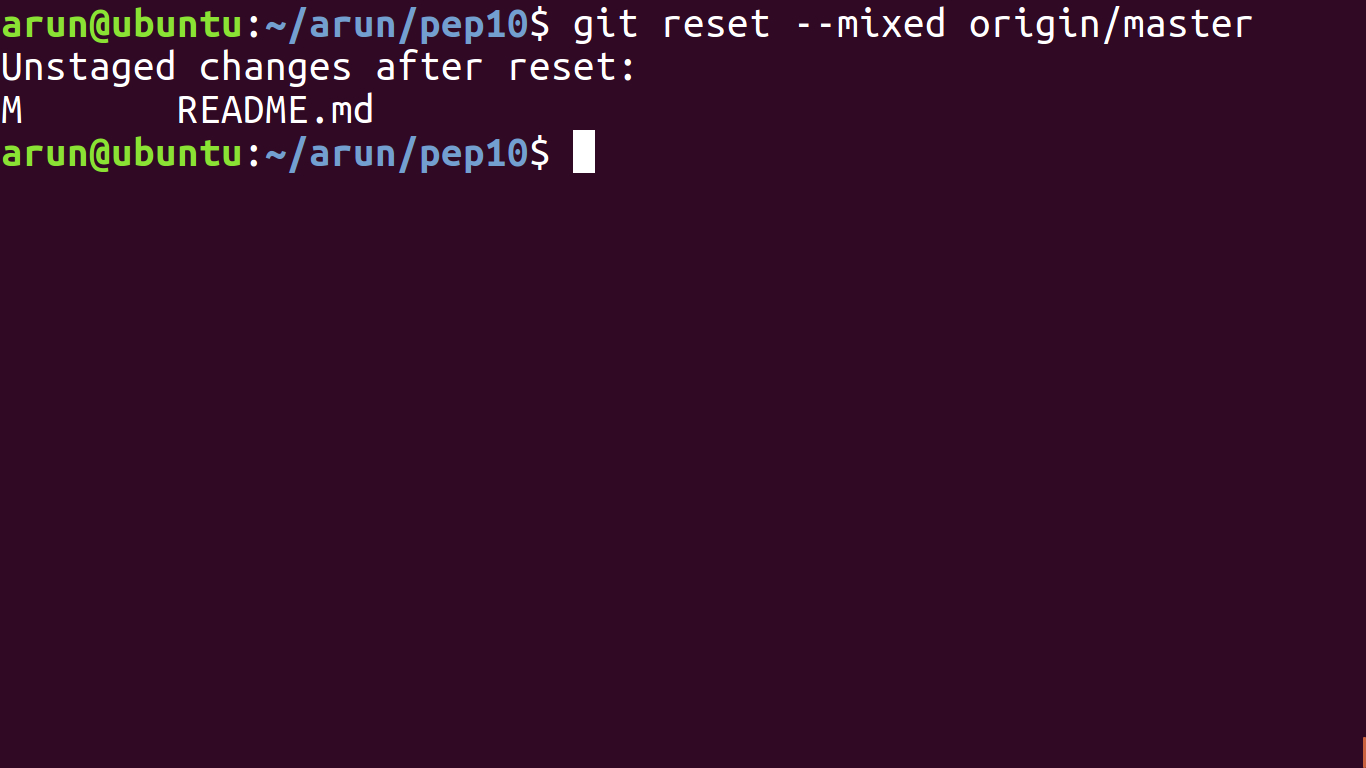 arun@ubuntu:~/arun/pep10$ git reset --mixed origin/master
Unstaged changes after reset:
M       README.md
arun@ubuntu:~/arun/pep10$